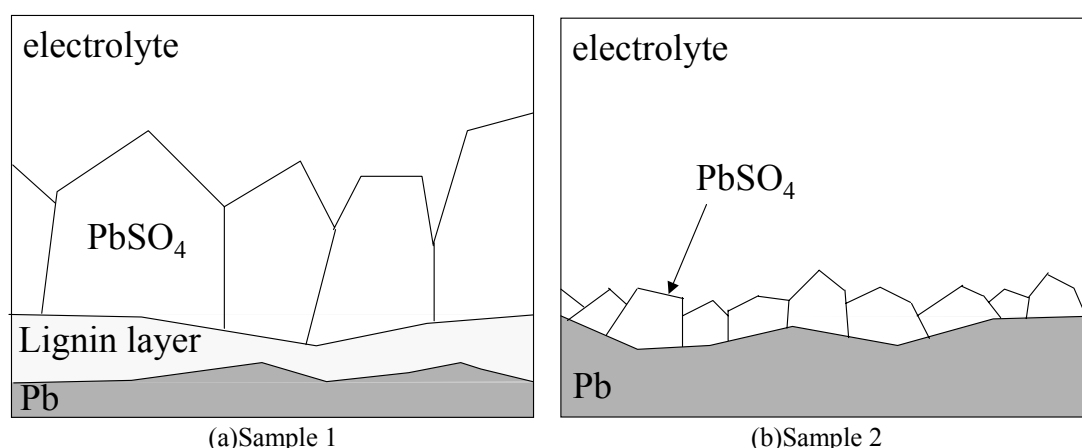 electrolyte
PbSO₄
Lignin layer
Pb
(a)Sample 1
electrolyte
PbSO₄
Pb
(b)Sample 2